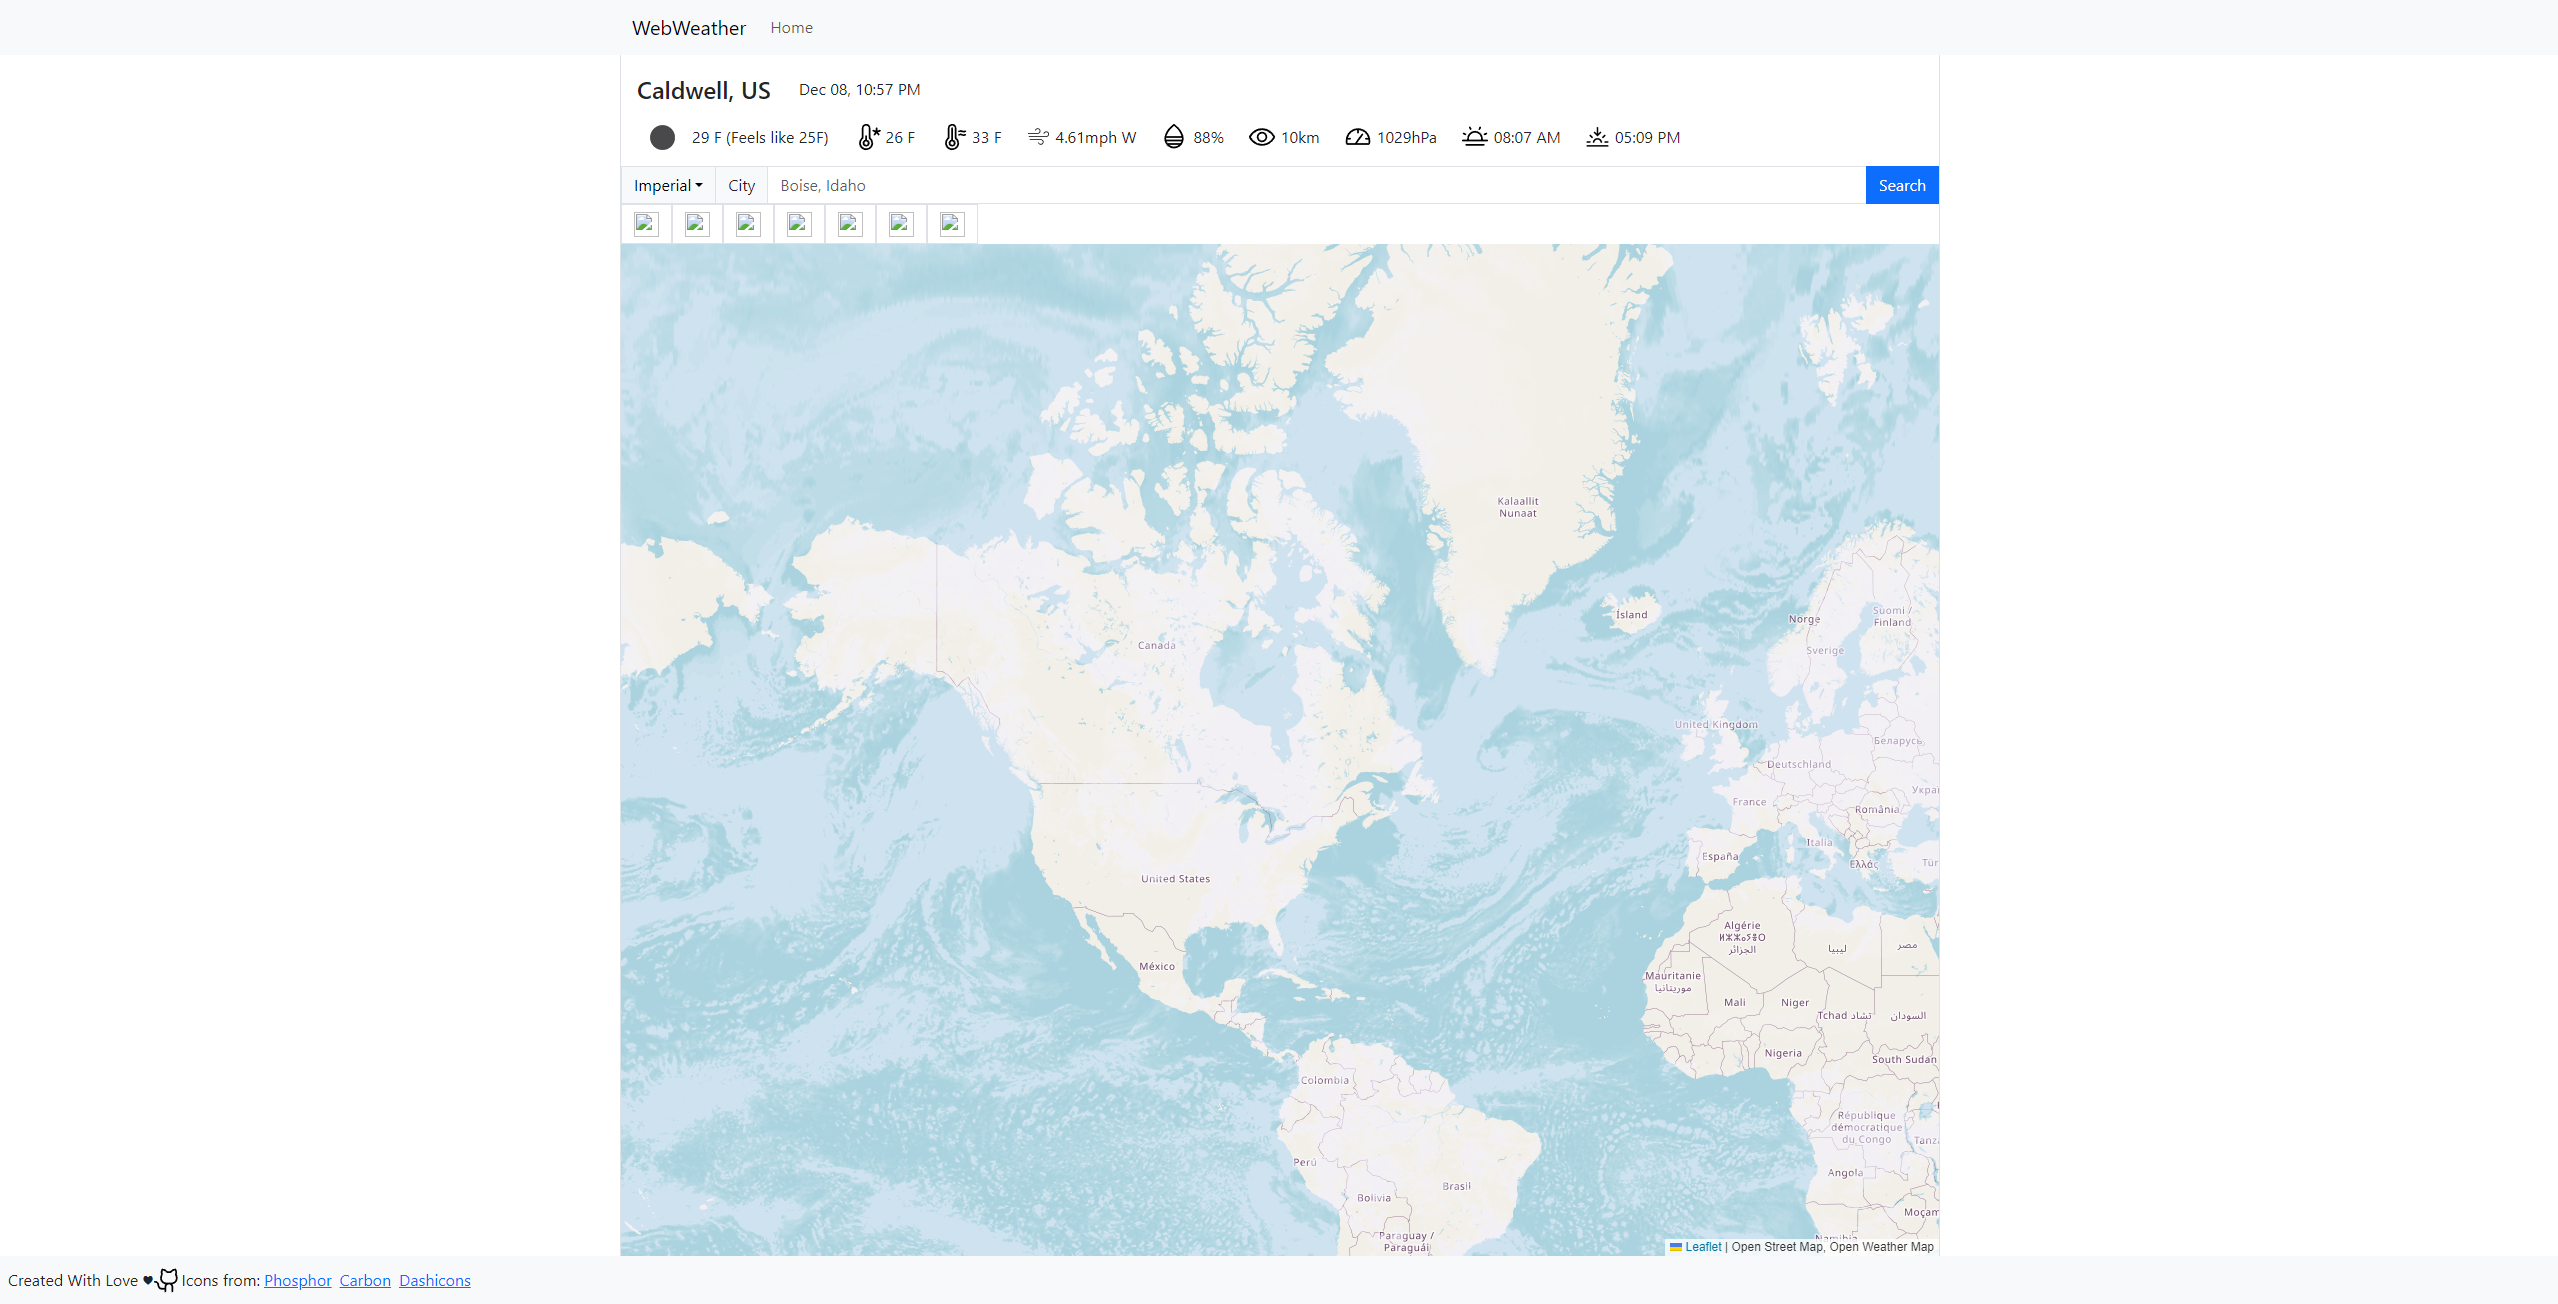 WebWeather Home
Caldwell, US Dec 08, 10:57 PM
29 F (Feels like 25F) 26 F 33 F 4.61mph W 88% 10km 1029hPa 08:07 AM 05:09 PM
Imperial City Boise, Idaho Search
Kalaallit
Nunaat
Ísland
Norge
Suomi /
Finland
Canada
Sverige
United Kingdom
Беларусь
Deutschland
Укра
France
România
Italia
España
Ελλάς
Tür
United States
Algérie
ⵍⵣⵣⴰⵢⴻⵔ
الجزائر
ليبيا
مصر
México
Mauritanie
موريتانيا
Mali
Niger
Tchad تشاد
السودان
Nigeria
South Sudan
Colombia
République
démocratique
du Congo
Tanz
Perú
Angola
Brasil
Bolivia
Moçam
Paraguay /
Paraguái
Namibia
Leaflet | Open Street Map, Open Weather Map
Created With Love Icons from: Phosphor Carbon Dashicons